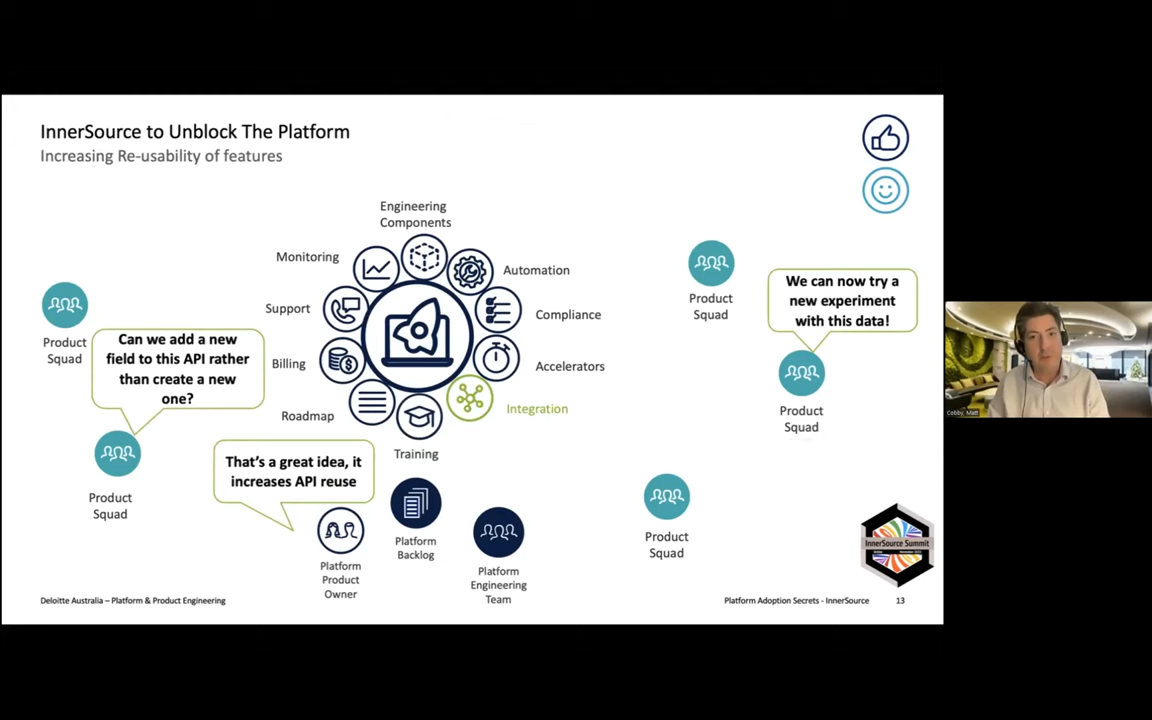 InnerSource to Unblock The Platform
Increasing Re-usability of features
Engineering
Components
Monitoring
Automation
Support
Compliance
Billing
Accelerators
Roadmap
Integration
Training
Product
Squad
Can we add a new
field to this API rather
than create a new
one?
Product
Squad
That's a great idea, it
increases API reuse
Platform
Product
Owner
Platform
Backlog
Platform
Engineering
Team
Product
Squad
We can now try a
new experiment
with this data!
Product
Squad
Product
Squad
InnerSource Summit
Deloitte Australia – Platform & Product Engineering
Platform Adoption Secrets - InnerSource
13
Cobby, Matt